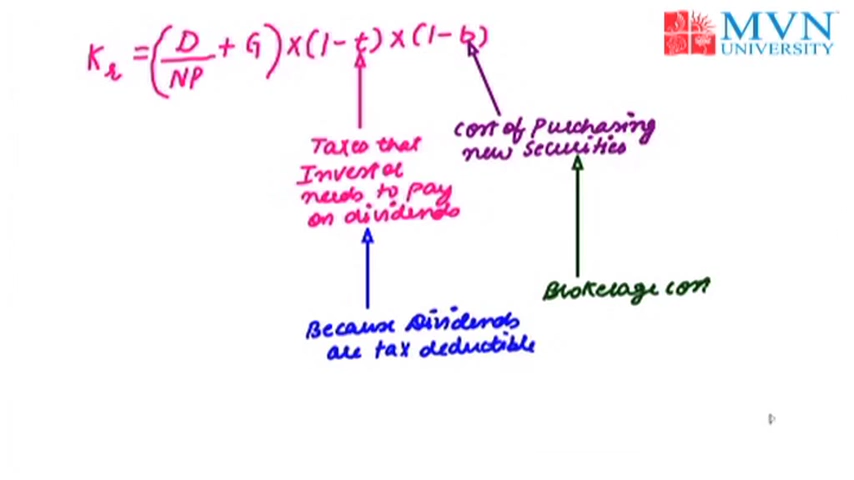 MVN
UNIVERSITY
Kr = (D/NP + G) × (1 - t) × (1 - b)
Taxes that
Investor
needs to pay
on dividends
Cost of Purchasing
new Securities
Because Dividends
are tax deductible
Brokerage cost